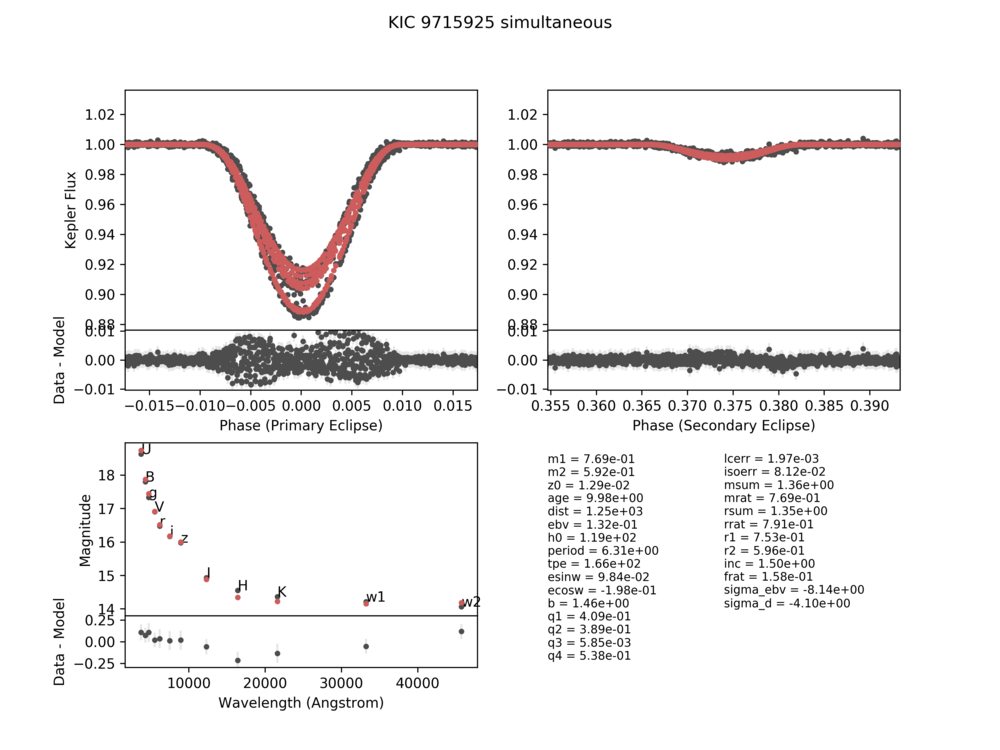 KIC 9715925 simultaneous
1.02
1.00
0.98
0.96
0.94
0.92
0.90
0.88
Kepler Flux
0.01
0.00
−0.01
Data - Model
−0.015 −0.010 −0.005 0.000 0.005 0.010 0.015
Phase (Primary Eclipse)
1.02
1.00
0.98
0.96
0.94
0.92
0.90
0.88
0.01
0.00
−0.01
0.355 0.360 0.365 0.370 0.375 0.380 0.385 0.390
Phase (Secondary Eclipse)
18
17
16
15
14
Magnitude
U
B
g
V
r
i
z
J
H
K
w1
w2
0.25
0.00
−0.25
Data - Model
10000 20000 30000 40000
Wavelength (Angstrom)
m1 = 7.69e-01
m2 = 5.92e-01
z0 = 1.29e-02
age = 9.98e+00
dist = 1.25e+03
ebv = 1.32e-01
h0 = 1.19e+02
period = 6.31e+00
tpe = 1.66e+02
esinw = 9.84e-02
ecosw = -1.98e-01
b = 1.46e+00
q1 = 4.09e-01
q2 = 3.89e-01
q3 = 5.85e-03
q4 = 5.38e-01
lcerr = 1.97e-03
isoerr = 8.12e-02
msum = 1.36e+00
mrat = 7.69e-01
rsum = 1.35e+00
rrat = 7.91e-01
r1 = 7.53e-01
r2 = 5.96e-01
inc = 1.50e+00
frat = 1.58e-01
sigma_ebv = -8.14e+00
sigma_d = -4.10e+00